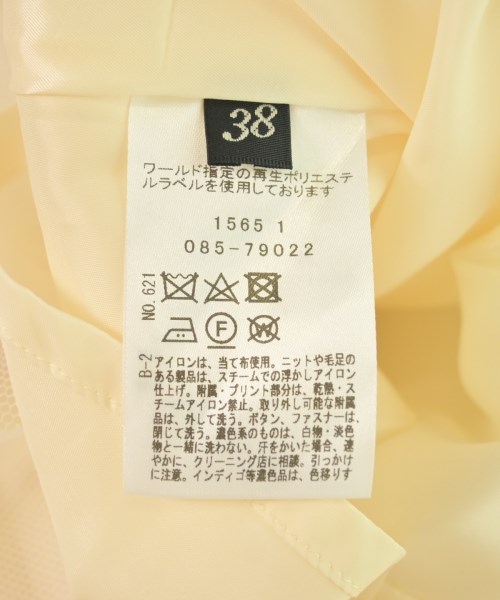 38
ワールド指定の再生ポリエステ
ルラベルを使用しております
1565 1
085-79022
NO. 621
F
W
B-2
アイロンは、当て布使用。ニットや毛足の
ある製品は、スチームでの浮かしアイロン
仕上げ。附属・プリント部分は、乾熱・ス
チームアイロン禁止。取り外し可能な附属
品は、外して洗う。ボタン、ファスナーは、
閉じて洗う。濃色系のものは、白物・淡色
物と一緒に洗わない。汗をかいた場合、速
やかに、クリーニング店に相談。引っかけ
に注意。インディゴ等濃色品は、色移りす